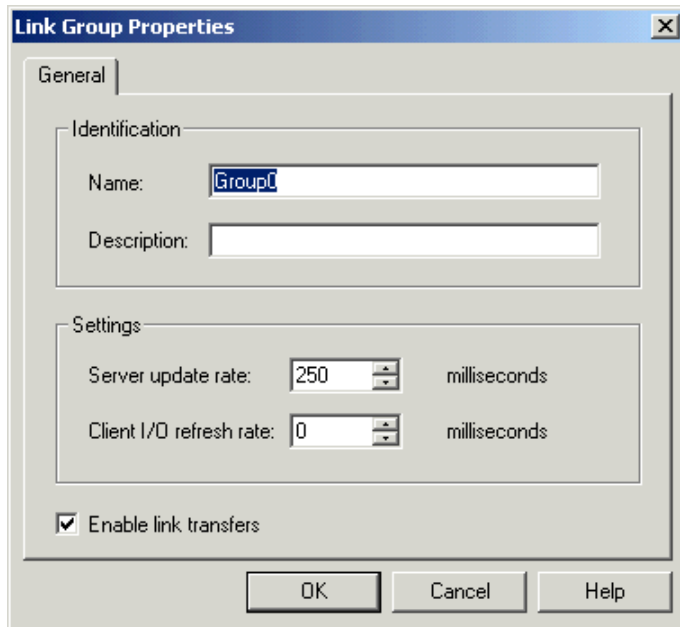 Link Group Properties
General
Identification
Name: Group0
Description:
Settings
Server update rate: 250 milliseconds
Client I/O refresh rate: 0 milliseconds
Enable link transfers
OK Cancel Help